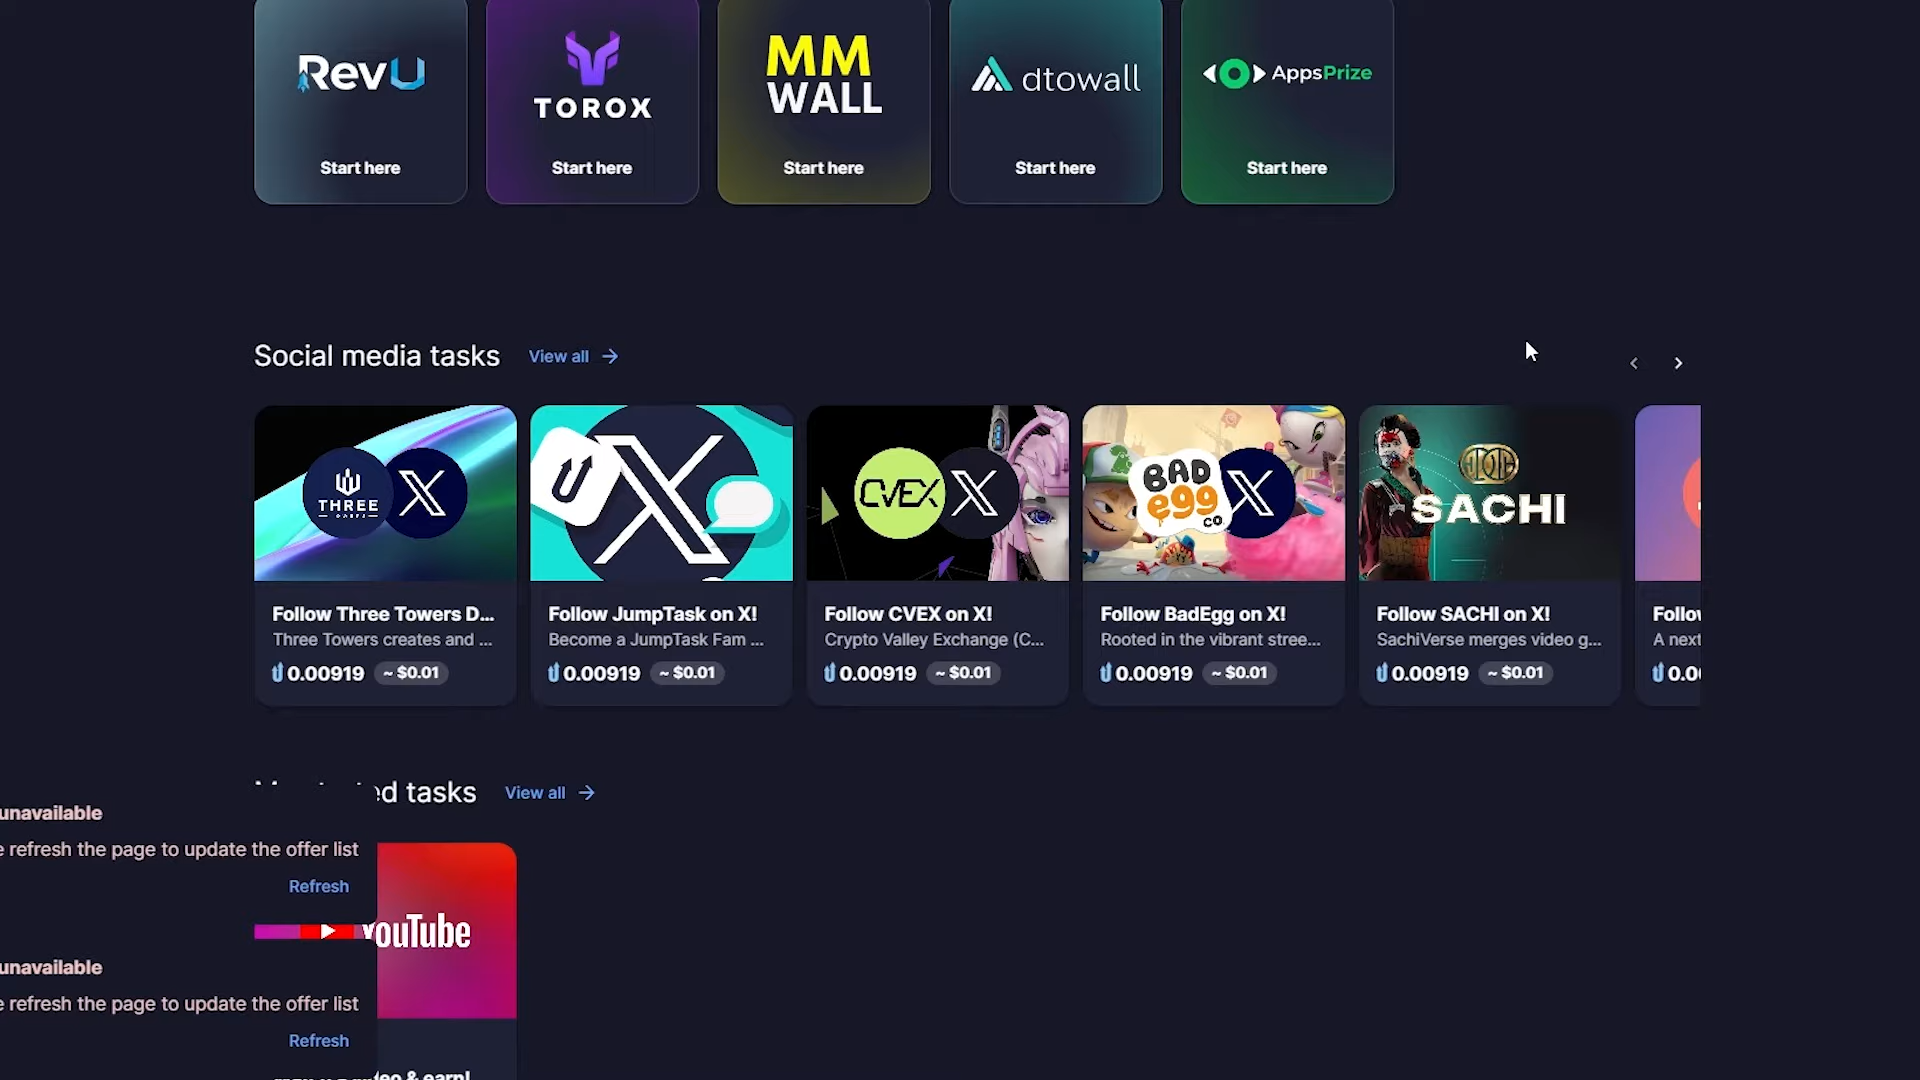 RevU
TOROX
MM
WALL
dtowall
AppsPrize
Start here
Start here
Start here
Start here
Start here
Social media tasks
View all
THREE
CVEX
BAD
egg
CO
SACHI
Follow Three Towers D...
Follow JumpTask on X!
Follow CVEX on X!
Follow BadEgg on X!
Follow SACHI on X!
Three Towers creates and ...
Become a JumpTask Fam ...
Crypto Valley Exchange (C...
Rooted in the vibrant stree...
SachiVerse merges video g...
A next
0.00919 ~ $0.01
0.00919 ~ $0.01
0.00919 ~ $0.01
0.00919 ~ $0.01
0.00919 ~ $0.01
0.0
ed tasks
View all
unavailable
refresh the page to update the offer list
Refresh
YouTube
unavailable
refresh the page to update the offer list
Refresh
& earn!